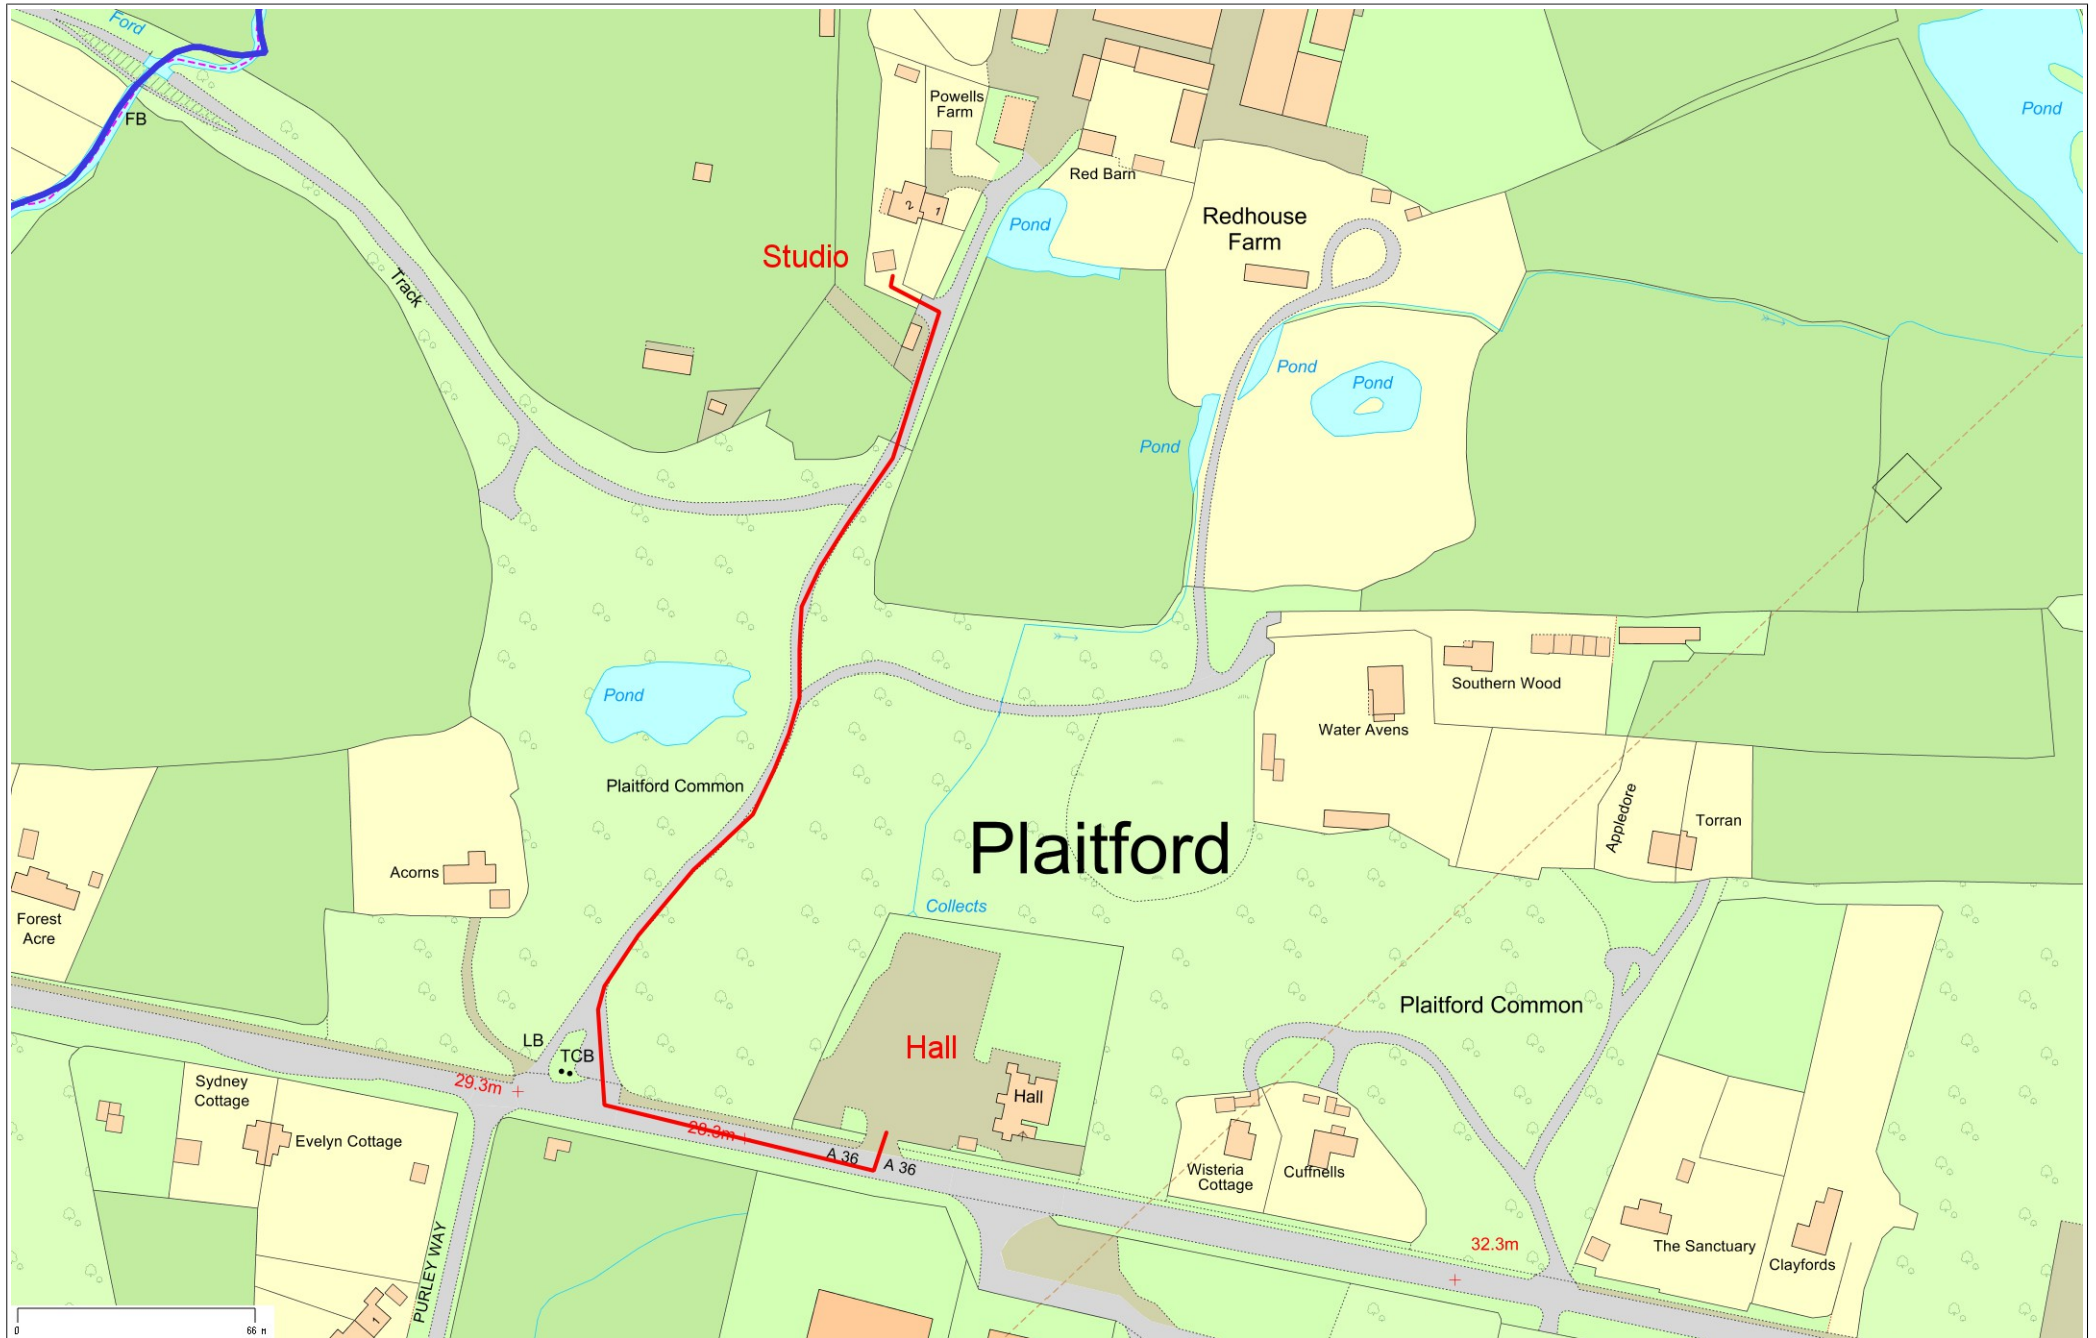 Ford
FB
Powells
Farm
Pond
Red Barn
2
1
Pond
Redhouse
Farm
Studio
Track
Pond
Pond
Pond
Pond
Southern Wood
Water Avens
Plaitford Common
Appledore
Torran
Plaitford
Acorns
Forest
Acre
Collects
Plaitford Common
LB
TCB
Hall
29.3m
Sydney
Cottage
Hall
28.3m
Evelyn Cottage
A 36
A 36
Wisteria
Cottage
Cuffnells
PURLEY WAY
32.3m
The Sanctuary
Clayfords
1
0
66 M